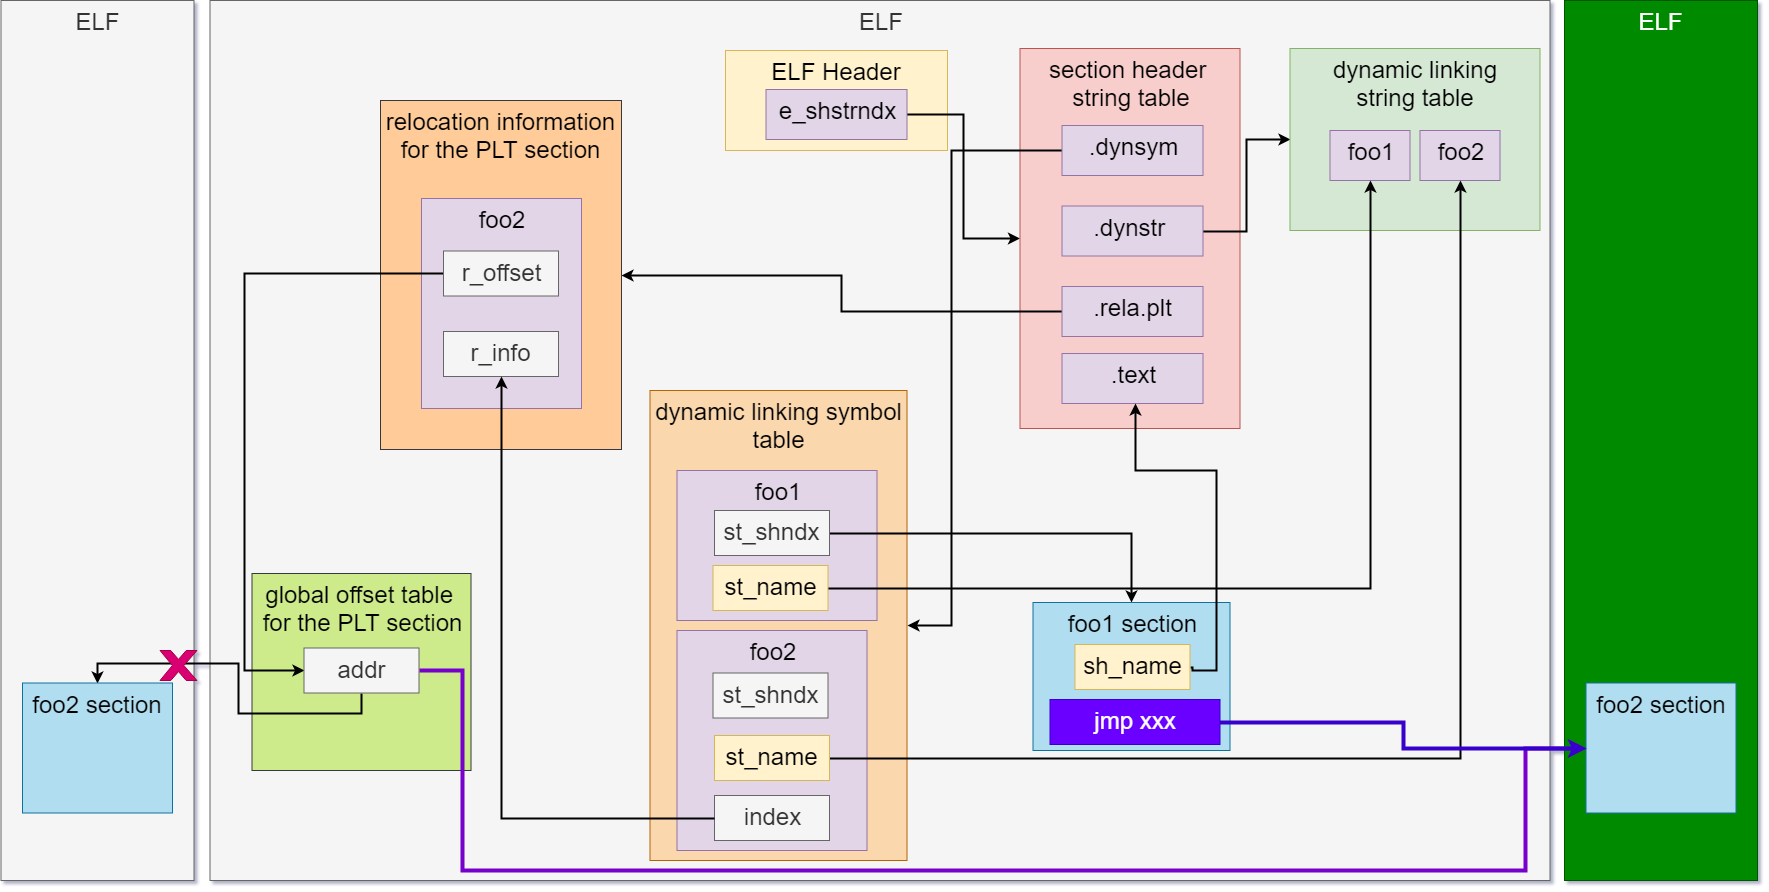 ELF
ELF
ELF
ELF Header
e_shstrndx
section header
string table
.dynsym
.dynstr
.rela.plt
.text
dynamic linking
string table
foo1
foo2
relocation information
for the PLT section
foo2
r_offset
r_info
dynamic linking symbol
table
foo1
st_shndx
st_name
foo2
st_shndx
st_name
index
global offset table
for the PLT section
addr
foo1 section
sh_name
jmp xxx
foo2 section
foo2 section